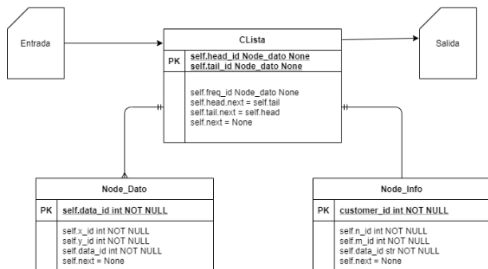 Entrada
CLista
Salida
PK
self.head_id Node_dato None
self.tail_id Node_dato None
self.freq_id Node_dato None
self.head.next = self.tail
self.tail.next = self.head
self.next = None
Node_Dato
PK
self.data_id int NOT NULL
self.x_id int NOT NULL
self.y_id int NOT NULL
self.data_id int NOT NULL
self.next = None
Node_Info
PK
customer_id int NOT NULL
self.n_id int NOT NULL
self.m_id int NOT NULL
self.data_id str NOT NULL
self.next = None